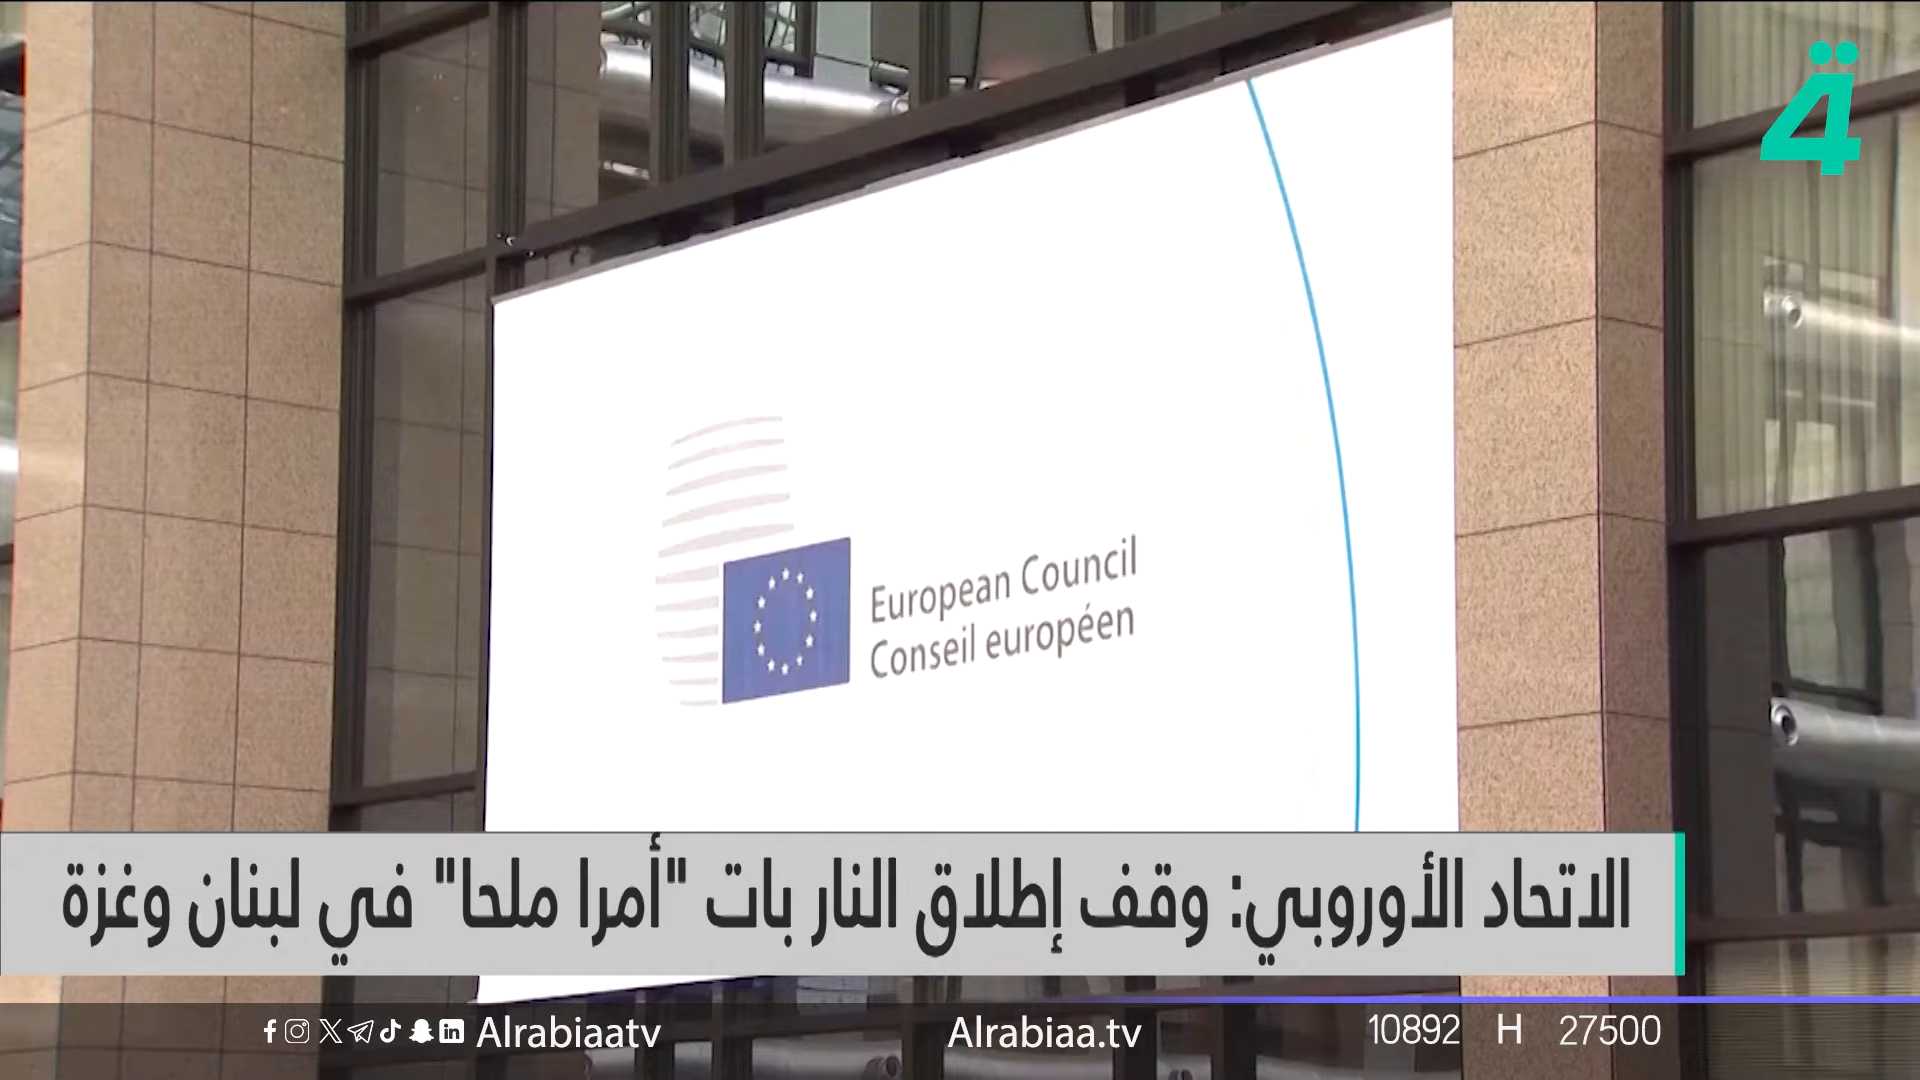 European Council
Conseil européen
الاتحاد الأوروبي: وقف إطلاق النار بات "أمرا ملحا" في لبنان وغزة
Alrabiaatv
Alrabiaa.tv
10892 H 27500